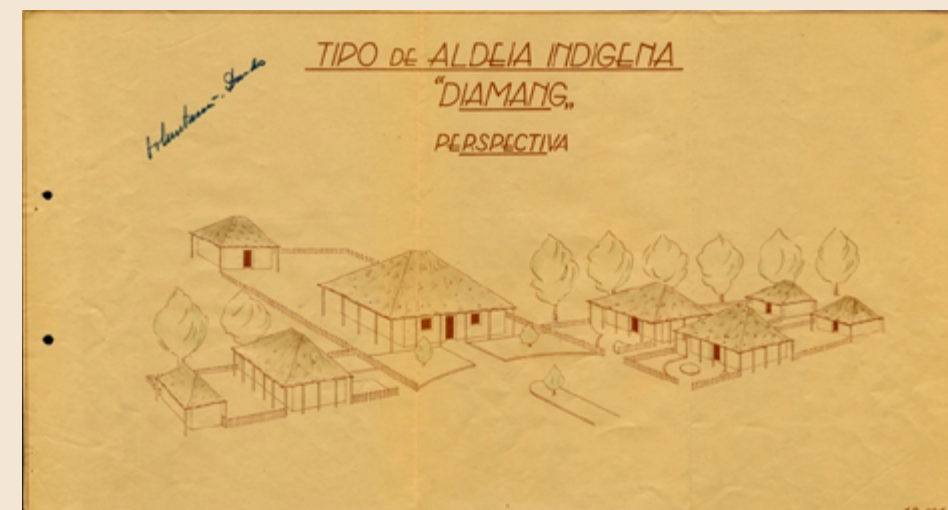 TIPO DE ALDEIA INDIGENA
"DIAMANG„
PERSPECTIVA